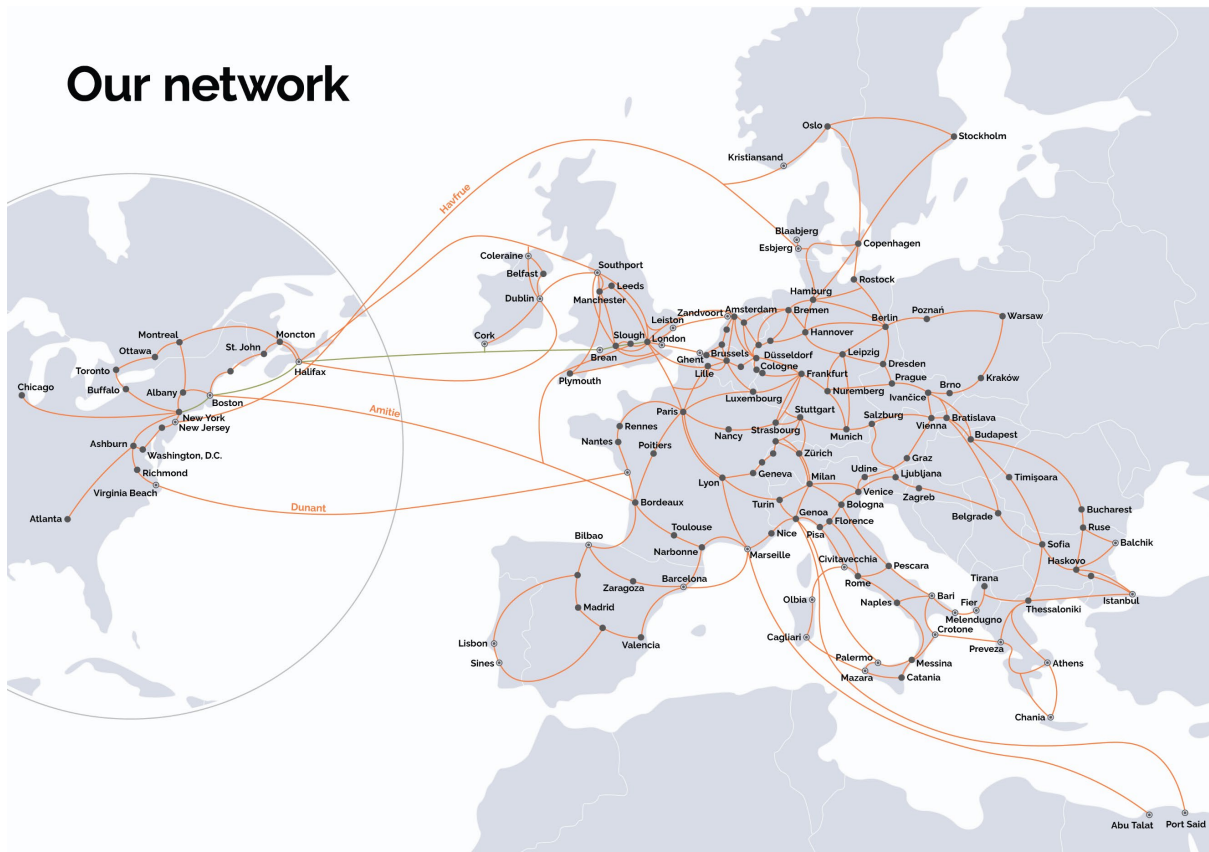 Our network
Oslo
Stockholm
Kristiansand
Havfrue
Blaabjerg
Esbjerg
Copenhagen
Coleraine
Southport
Belfast
Leeds
Rostock
Manchester
Hamburg
Dublin
Leiston
Zandvoort
Amsterdam
Bremen
Berlin
Poznań
Warsaw
Cork
Slough
London
Hannover
Montreal
Moncton
Ottawa
St. John
Brean
Ghent
Brussels
Düsseldorf
Leipzig
Toronto
Halifax
Lille
Cologne
Dresden
Plymouth
Frankfurt
Prague
Brno
Kraków
Chicago
Buffalo
Albany
Boston
Luxembourg
Nuremberg
Ivančice
New York
New Jersey
Amitie
Paris
Stuttgart
Salzburg
Bratislava
Rennes
Nancy
Strasbourg
Munich
Vienna
Budapest
Ashburn
Washington, D.C.
Nantes
Poitiers
Zürich
Graz
Richmond
Geneva
Udine
Ljubljana
Timişoara
Virginia Beach
Lyon
Milan
Venice
Zagreb
Atlanta
Dunant
Bordeaux
Turin
Bologna
Genoa
Florence
Belgrade
Bucharest
Toulouse
Nice
Pisa
Ruse
Bilbao
Narbonne
Marseille
Civitavecchia
Sofia
Balchik
Pescara
Haskovo
Zaragoza
Barcelona
Rome
Tirana
Olbia
Naples
Bari
Fier
Istanbul
Madrid
Melendugno
Thessaloniki
Lisbon
Valencia
Cagliari
Crotone
Preveza
Sines
Palermo
Messina
Athens
Mazara
Catania
Chania
Abu Talat
Port Said